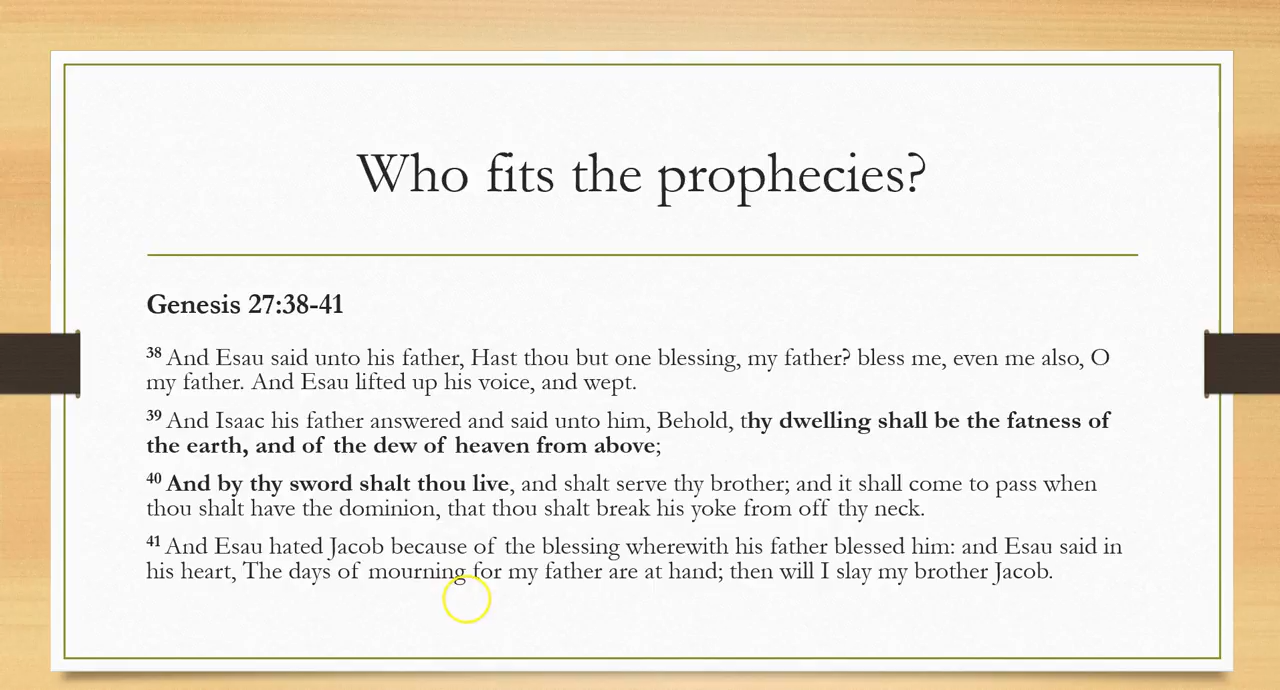 Who fits the prophecies?
Genesis 27:38-41
38 And Esau said unto his father, Hast thou but one blessing, my father? bless me, even me also, O
my father. And Esau lifted up his voice, and wept.
39 And Isaac his father answered and said unto him, Behold, thy dwelling shall be the fatness of
the earth, and of the dew of heaven from above;
40 And by thy sword shalt thou live, and shalt serve thy brother; and it shall come to pass when
thou shalt have the dominion, that thou shalt break his yoke from off thy neck.
41 And Esau hated Jacob because of the blessing wherewith his father blessed him: and Esau said in
his heart, The days of mourning for my father are at hand; then will I slay my brother Jacob.